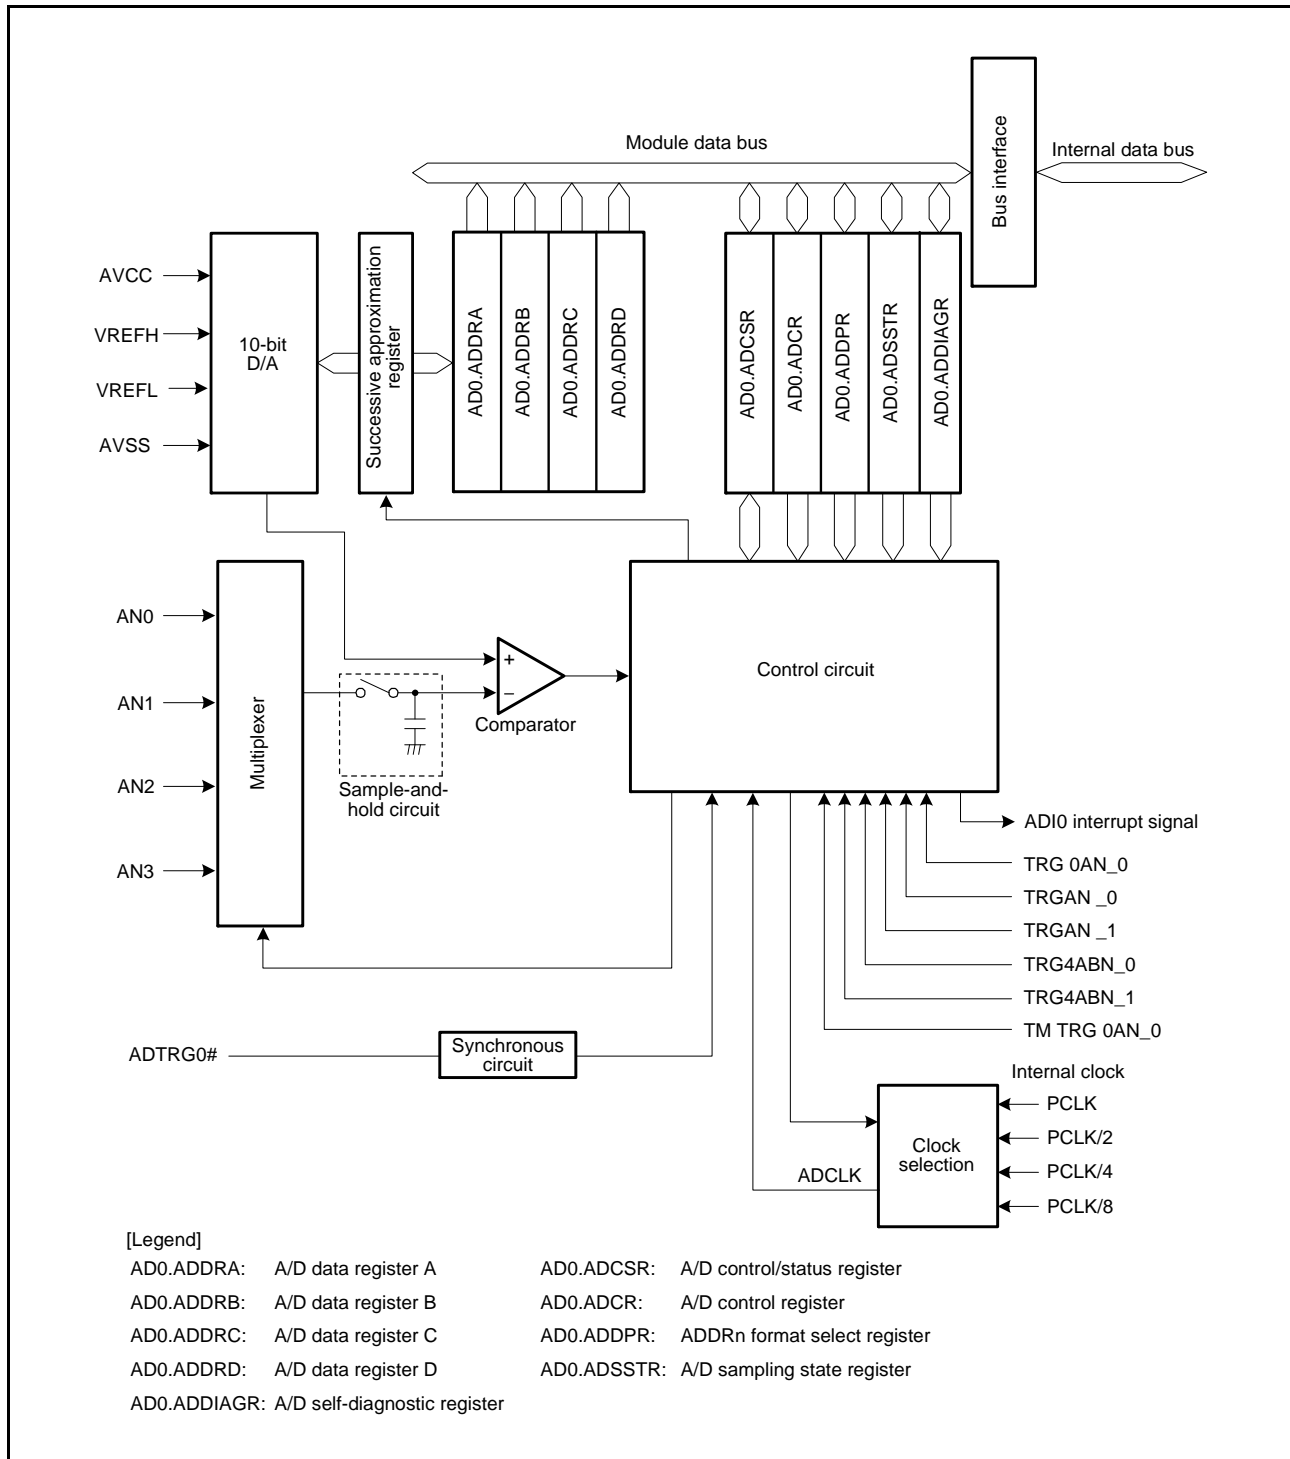 Module data bus
Internal data bus
Bus interface
AVCC
VREFH
VREFL
AVSS
10-bit
D/A
Successive approximation
register
AD0.ADDRA
AD0.ADDRB
AD0.ADDRC
AD0.ADDRD
AD0.ADCSR
AD0.ADCR
AD0.ADDPR
AD0.ADSSTR
AD0.ADDIAGR
AN0
AN1
AN2
AN3
Multiplexer
Sample-and-
hold circuit
+
−
Comparator
Control circuit
ADI0 interrupt signal
TRG 0AN_0
TRGAN _0
TRGAN _1
TRG4ABN_0
TRG4ABN_1
TM TRG 0AN_0
ADTRG0#
Synchronous
circuit
Internal clock
PCLK
PCLK/2
PCLK/4
PCLK/8
Clock
selection
ADCLK
[Legend]
AD0.ADDRA: A/D data register A
AD0.ADCSR: A/D control/status register
AD0.ADDRB: A/D data register B
AD0.ADCR: A/D control register
AD0.ADDRC: A/D data register C
AD0.ADDPR: ADDRn format select register
AD0.ADDRD: A/D data register D
AD0.ADSSTR: A/D sampling state register
AD0.ADDIAGR: A/D self-diagnostic register